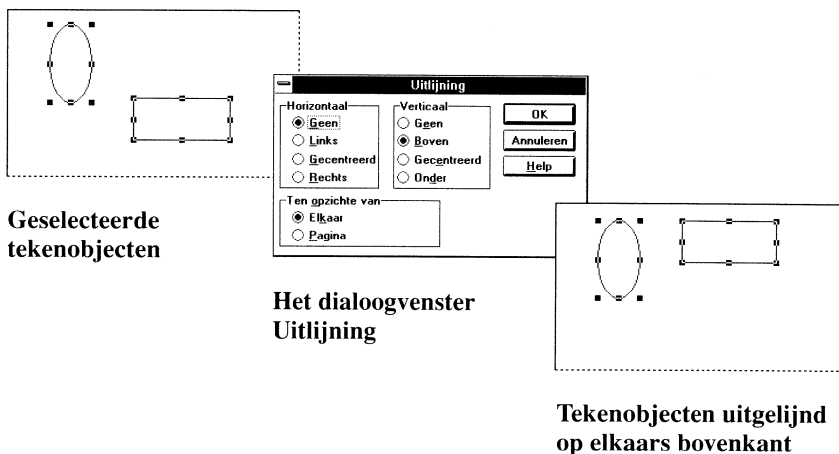 Geselecteerde
tekenobjecten
Uitlijning
Horizontaal
Geen
Links
Gecentreerd
Rechts
Verticaal
Geen
Boven
Gecentreerd
Onder
OK
Annuleren
Help
Ten opzichte van
Elkaar
Pagina
Het dialoogvenster
Uitlijning
Tekenobjecten uitgelijnd
op elkaars bovenkant